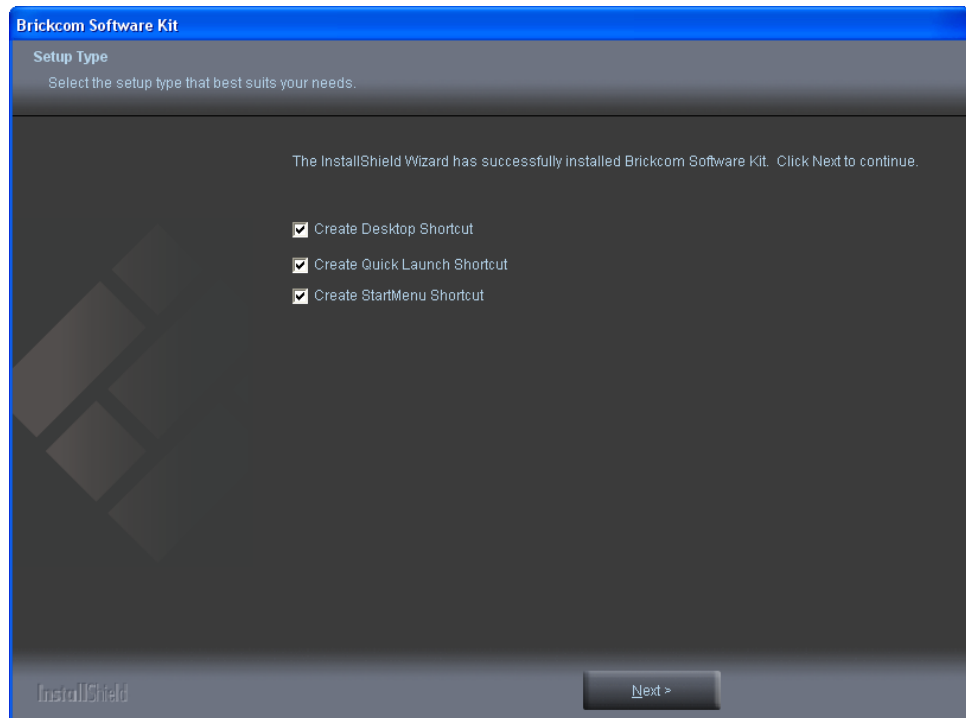 Brickcom Software Kit
Setup Type
Select the setup type that best suits your needs.
The InstallShield Wizard has successfully installed Brickcom Software Kit. Click Next to continue.
Create Desktop Shortcut
Create Quick Launch Shortcut
Create StartMenu Shortcut
InstallShield
Next >